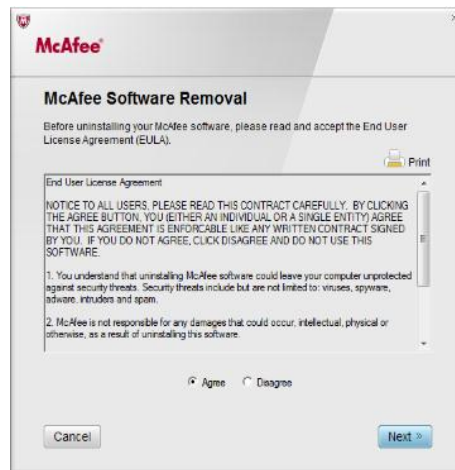 McAfee®
McAfee Software Removal
Before uninstalling your McAfee software, please read and accept the End User
License Agreement (EULA).
Print
End User License Agreement
NOTICE TO ALL USERS, PLEASE READ THIS CONTRACT CAREFULLY. BY CLICKING
THE AGREE BUTTON, YOU (EITHER AN INDIVIDUAL OR A SINGLE ENTITY) AGREE
THAT THIS AGREEMENT IS ENFORCABLE LIKE ANY WRITTEN CONTRACT SIGNED
BY YOU. IF YOU DO NOT AGREE, CLICK DISAGREE AND DO NOT USE THIS
SOFTWARE.
1. You understand that uninstalling McAfee software could leave your computer unprotected
against security threats. Security threats include but are not limited to: viruses, spyware,
adware, intruders and spam.
2. McAfee is not responsible for any damages that could occur, intellectual, physical or
otherwise, as a result of uninstalling this software.
Agree Disagree
Cancel Next »